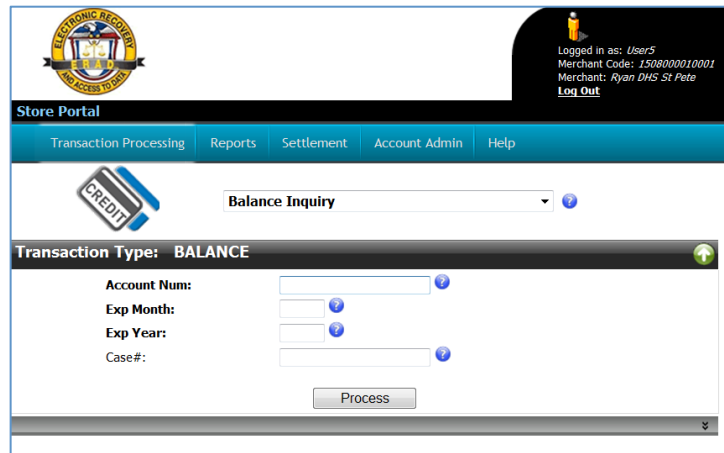 ELECTRONIC RECOVERY
ERAD
AND ACCESS TO DATA
Logged in as: User5
Merchant Code: 1508000010001
Merchant: Ryan DHS St Pete
Log Out
Store Portal
Transaction Processing Reports Settlement Account Admin Help
CREDIT
Balance Inquiry
Transaction Type: BALANCE
Account Num:
Exp Month:
Exp Year:
Case#:
Process